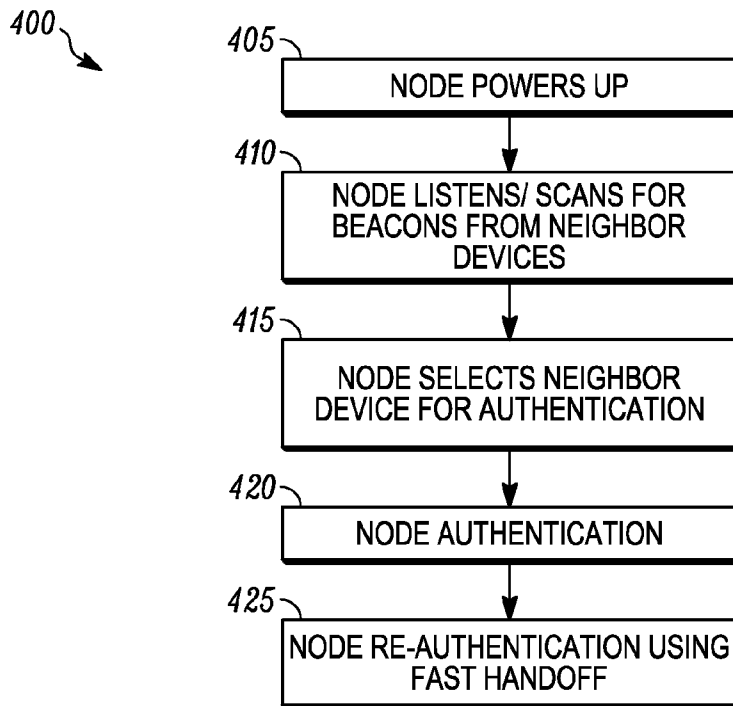 400
405
NODE POWERS UP
410
NODE LISTENS/ SCANS FOR
BEACONS FROM NEIGHBOR
DEVICES
415
NODE SELECTS NEIGHBOR
DEVICE FOR AUTHENTICATION
420
NODE AUTHENTICATION
425
NODE RE-AUTHENTICATION USING
FAST HANDOFF